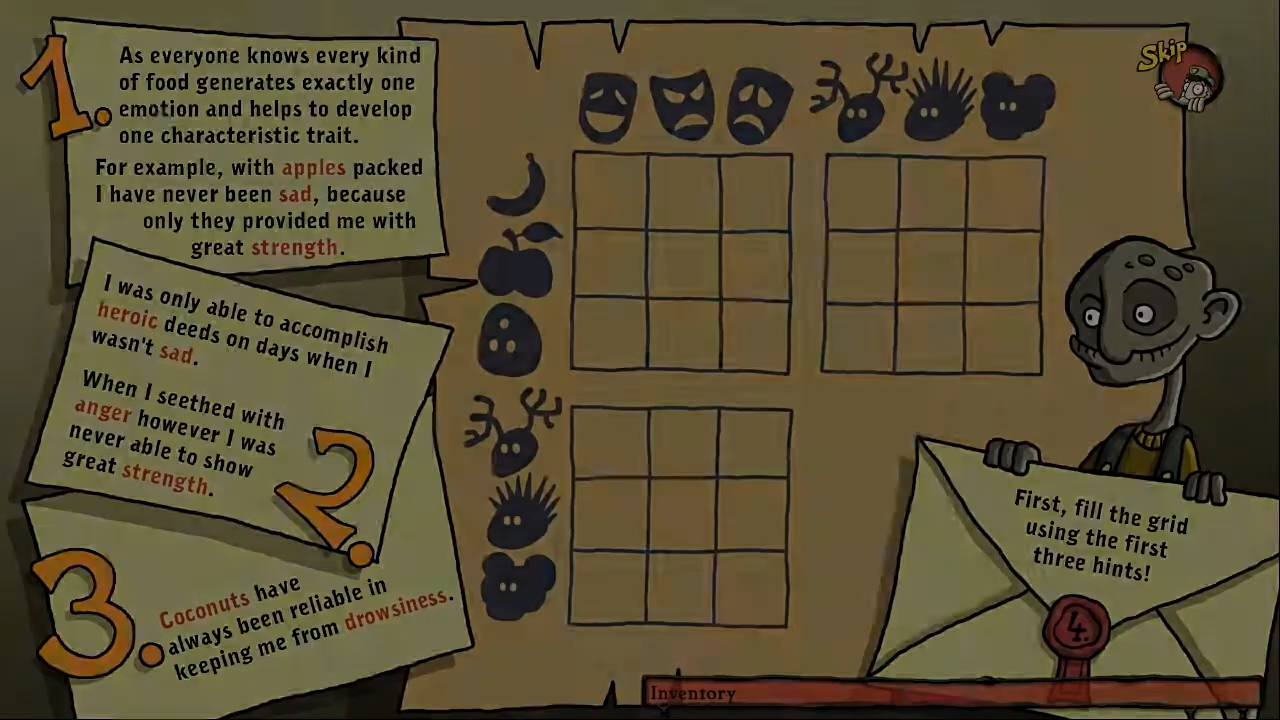 1.
As everyone knows every kind
of food generates exactly one
emotion and helps to develop
one characteristic trait.
For example, with apples packed
I have never been sad, because
only they provided me with
great strength.
I was only able to accomplish
heroic deeds on days when I
wasn't sad.
When I seethed with
anger however I was
never able to show
great strength.
2.
3.
Coconuts have
always been reliable in
keeping me from drowsiness.
Skip
First, fill the grid
using the first
three hints!
4.
Inventory